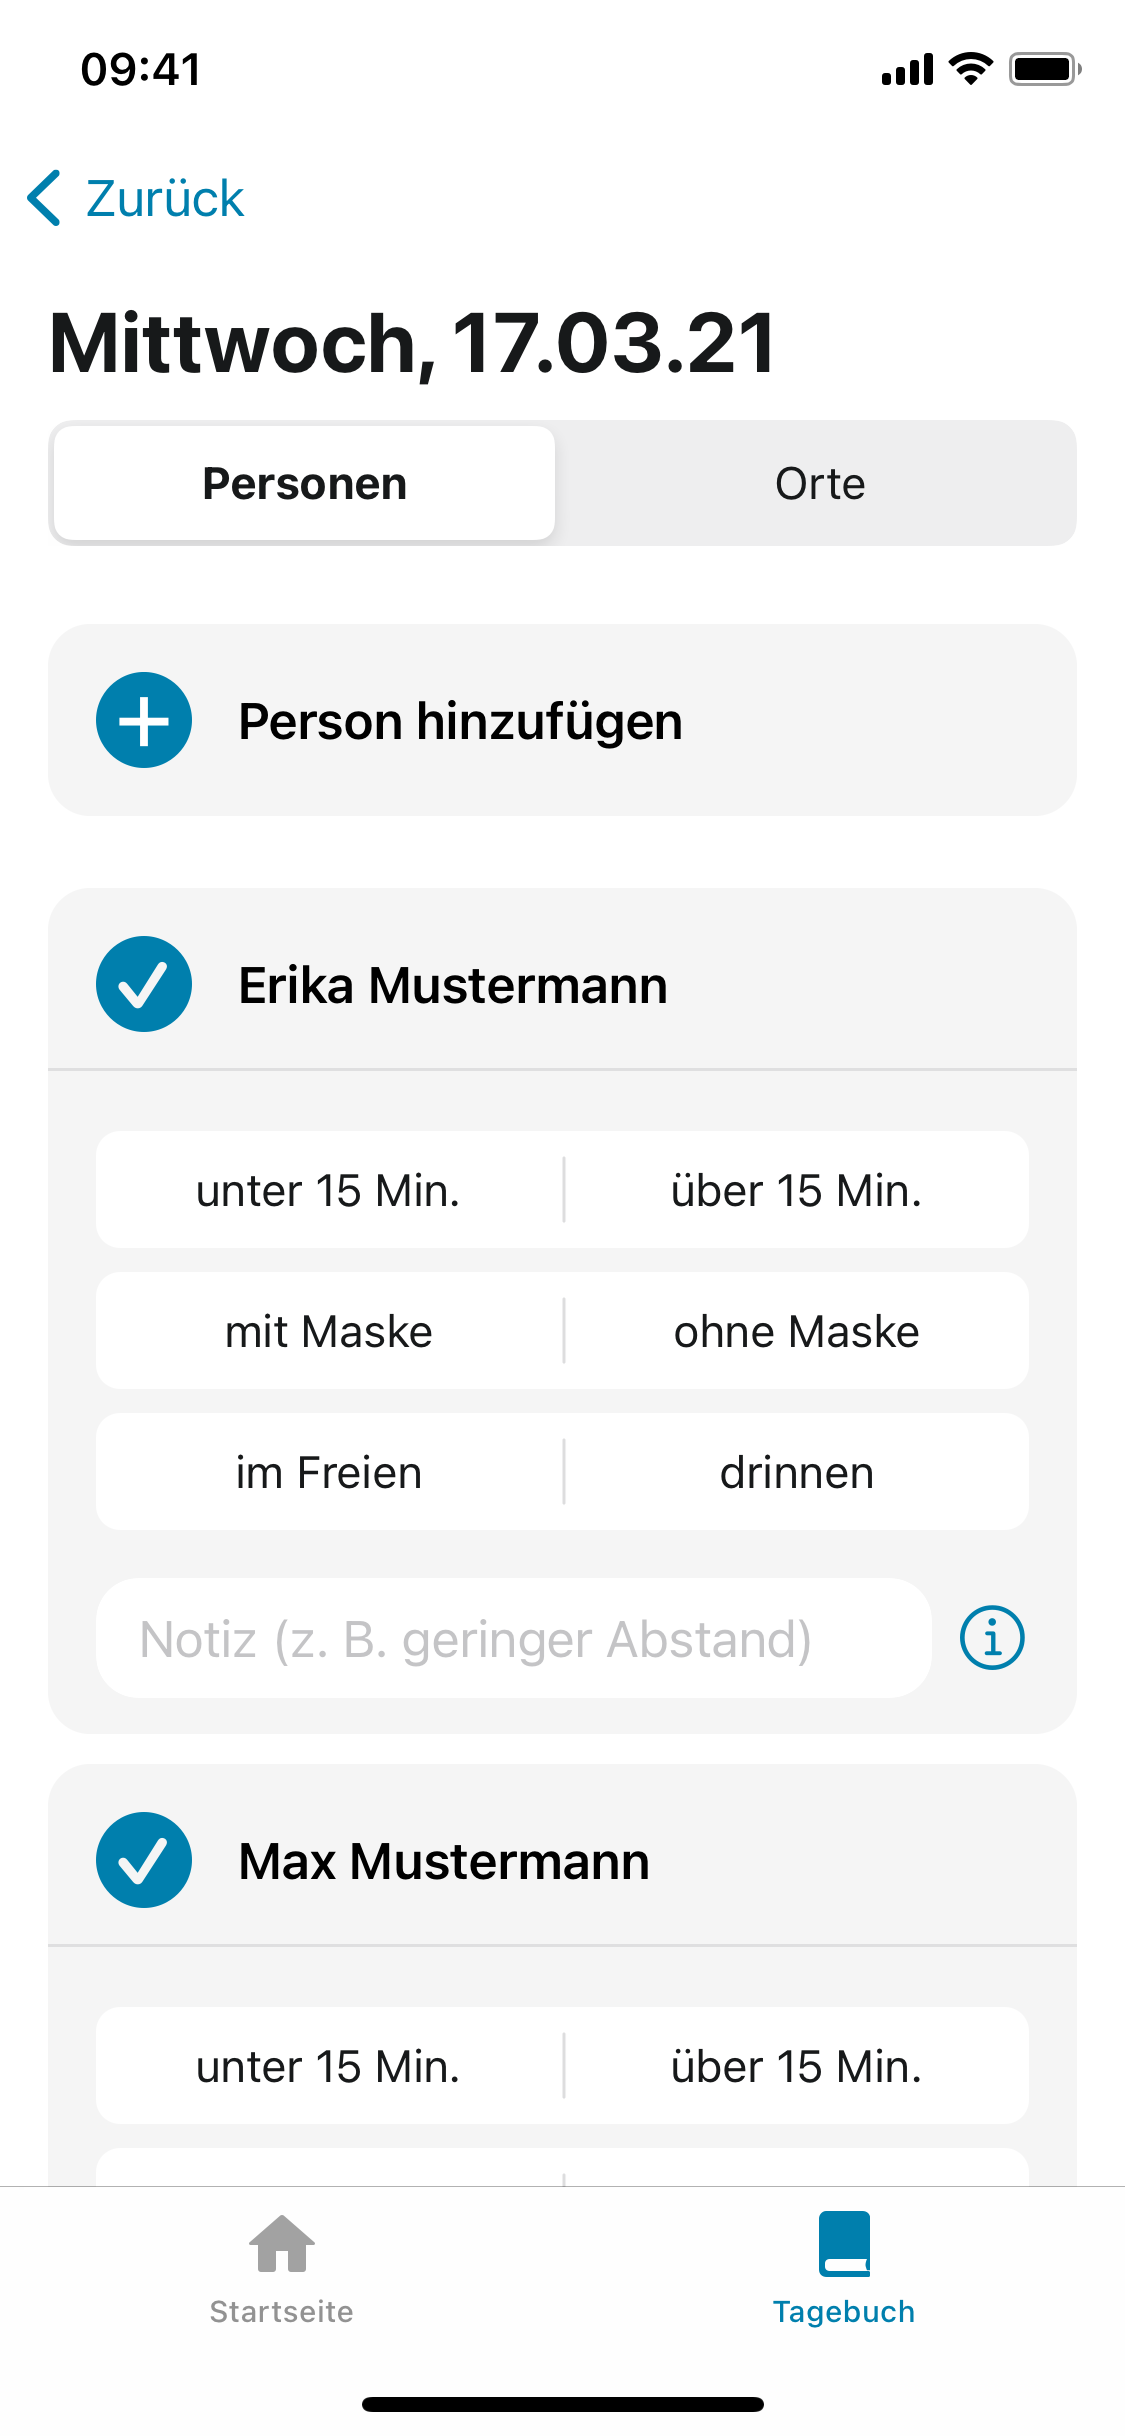 09:41
Zurück
Mittwoch, 17.03.21
Personen Orte
Person hinzufügen
Erika Mustermann
unter 15 Min. über 15 Min.
mit Maske ohne Maske
im Freien drinnen
Notiz (z. B. geringer Abstand)
Max Mustermann
unter 15 Min. über 15 Min.
Startseite Tagebuch